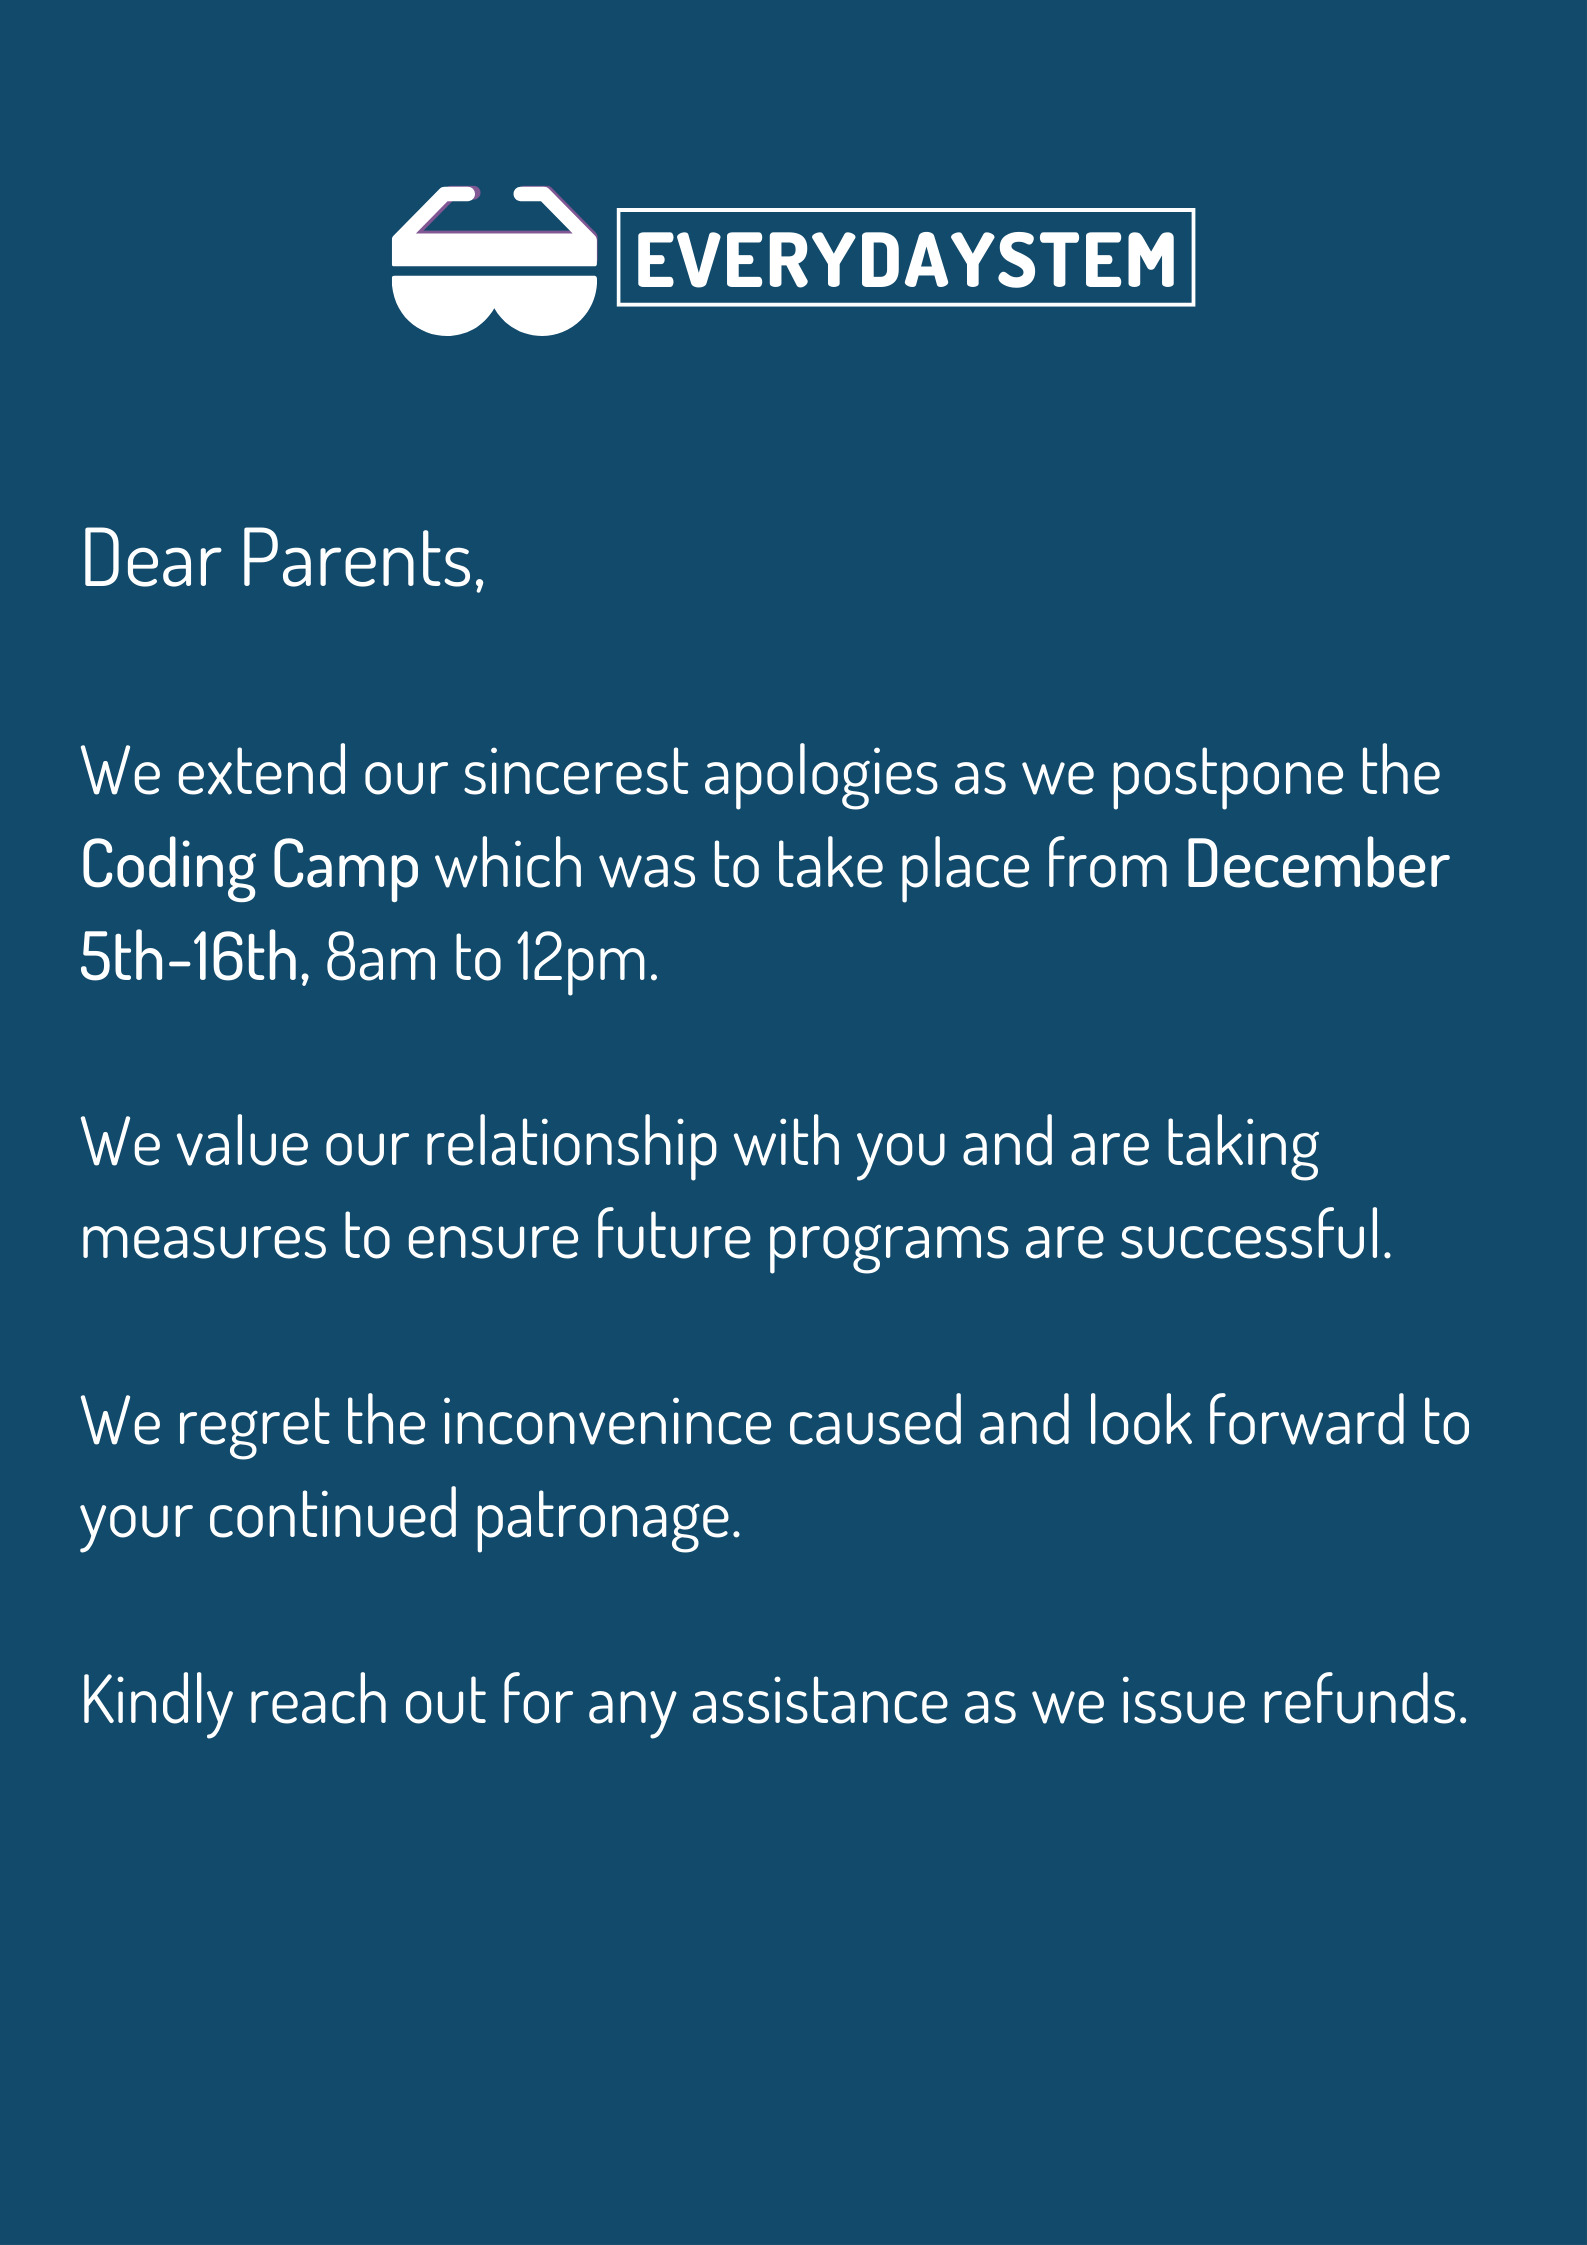 EVERYDAYSTEM
Dear Parents,
We extend our sincerest apologies as we postpone the
Coding Camp which was to take place from December
5th-16th, 8am to 12pm.
We value our relationship with you and are taking
measures to ensure future programs are successful.
We regret the inconvenince caused and look forward to
your continued patronage.
Kindly reach out for any assistance as we issue refunds.